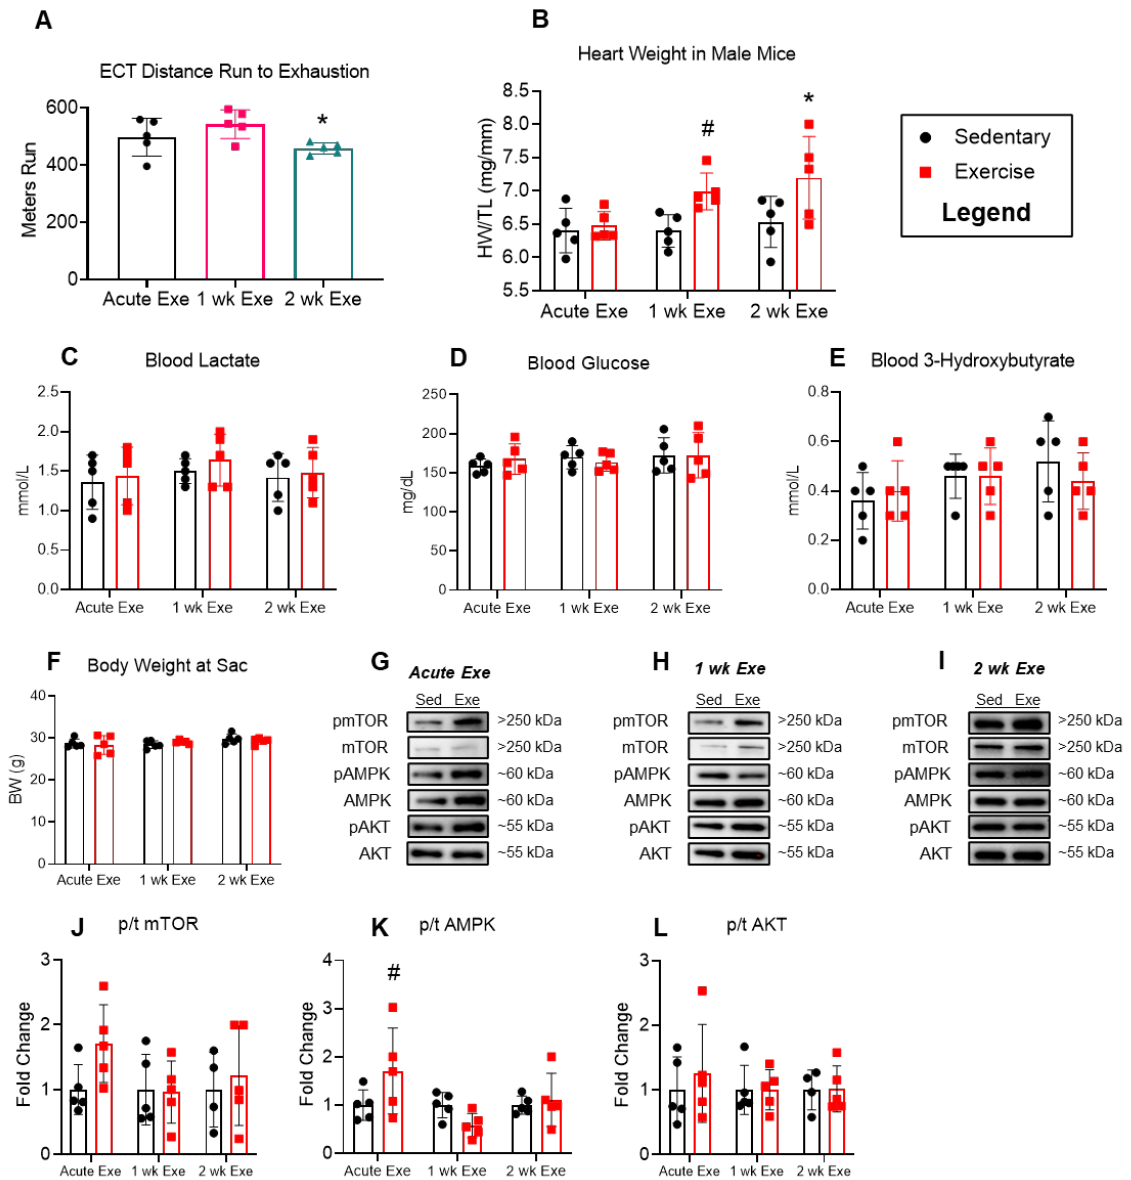 A
ECT Distance Run to Exhaustion
Meters Run
600
400
200
0
*
Acute Exe 1 wk Exe 2 wk Exe
B
Heart Weight in Male Mice
HW/TL (mg/mm)
8.5
8.0
7.5
7.0
6.5
6.0
5.5
#
*
Acute Exe 1 wk Exe 2 wk Exe
Sedentary
Exercise
Legend
C
Blood Lactate
mmol/L
2.5
2.0
1.5
1.0
0.5
0.0
Acute Exe 1 wk Exe 2 wk Exe
D
Blood Glucose
mg/dL
250
200
150
100
50
0
Acute Exe 1 wk Exe 2 wk Exe
E
Blood 3-Hydroxybutyrate
mmol/L
0.8
0.6
0.4
0.2
0.0
Acute Exe 1 wk Exe 2 wk Exe
F
Body Weight at Sac
BW (g)
40
30
20
10
0
Acute Exe 1 wk Exe 2 wk Exe
G
Acute Exe
Sed Exe
pmTOR >250 kDa
mTOR >250 kDa
pAMPK ~60 kDa
AMPK ~60 kDa
pAKT ~55 kDa
AKT ~55 kDa
H
1 wk Exe
Sed Exe
pmTOR >250 kDa
mTOR >250 kDa
pAMPK ~60 kDa
AMPK ~60 kDa
pAKT ~55 kDa
AKT ~55 kDa
I
2 wk Exe
Sed Exe
pmTOR >250 kDa
mTOR >250 kDa
pAMPK ~60 kDa
AMPK ~60 kDa
pAKT ~55 kDa
AKT ~55 kDa
J
p/t mTOR
Fold Change
3
2
1
0
Acute Exe 1 wk Exe 2 wk Exe
K
p/t AMPK
Fold Change
4
3
2
1
0
#
Acute Exe 1 wk Exe 2 wk Exe
L
p/t AKT
Fold Change
3
2
1
0
Acute Exe 1 wk Exe 2 wk Exe